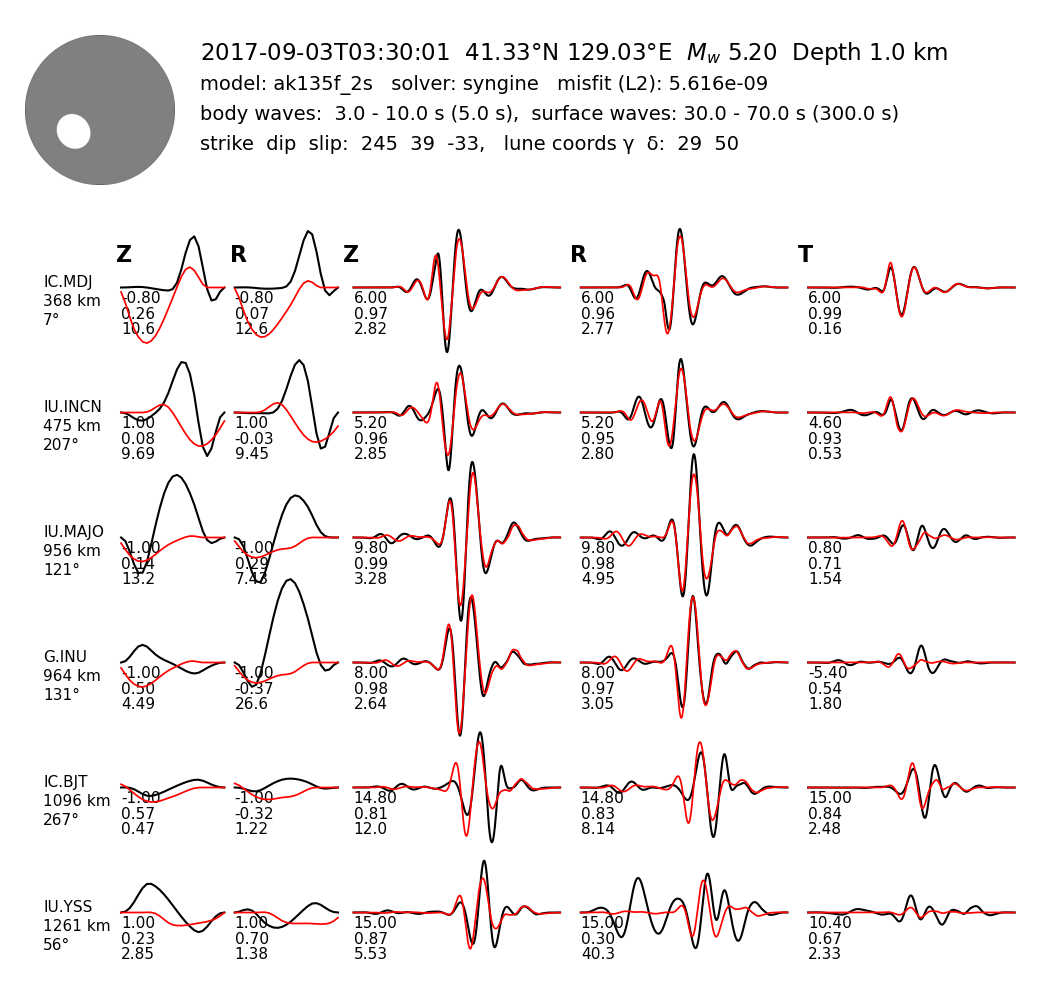 2017-09-03T03:30:01 41.33°N 129.03°E Mw 5.20 Depth 1.0 km
model: ak135f_2s solver: syngine misfit (L2): 5.616e-09
body waves: 3.0 - 10.0 s (5.0 s), surface waves: 30.0 - 70.0 s (300.0 s)
strike dip slip: 245 39 -33, lune coords γ δ: 29 50
Z R Z R T
IC.MDJ
368 km
7°
-0.80 -0.80 6.00 6.00 6.00
0.26 0.07 0.97 0.96 0.99
10.6 12.6 2.82 2.77 0.16
IU.INCN
475 km
207°
1.00 1.00 5.20 5.20 4.60
0.08 -0.03 0.96 0.95 0.93
9.69 9.45 2.85 2.80 0.53
IU.MAJO
956 km
121°
-1.00 -1.00 9.80 9.80 0.80
0.14 0.29 0.99 0.98 0.71
13.2 7.43 3.28 4.95 1.54
G.INU
964 km
131°
-1.00 -1.00 8.00 8.00 -5.40
0.50 -0.37 0.98 0.97 0.54
4.49 26.6 2.64 3.05 1.80
IC.BJT
1096 km
267°
-1.00 -1.00 14.80 14.80 15.00
0.57 -0.32 0.81 0.83 0.84
0.47 1.22 12.0 8.14 2.48
IU.YSS
1261 km
56°
1.00 1.00 15.00 15.00 10.40
0.23 0.70 0.87 0.30 0.67
2.85 1.38 5.53 40.3 2.33